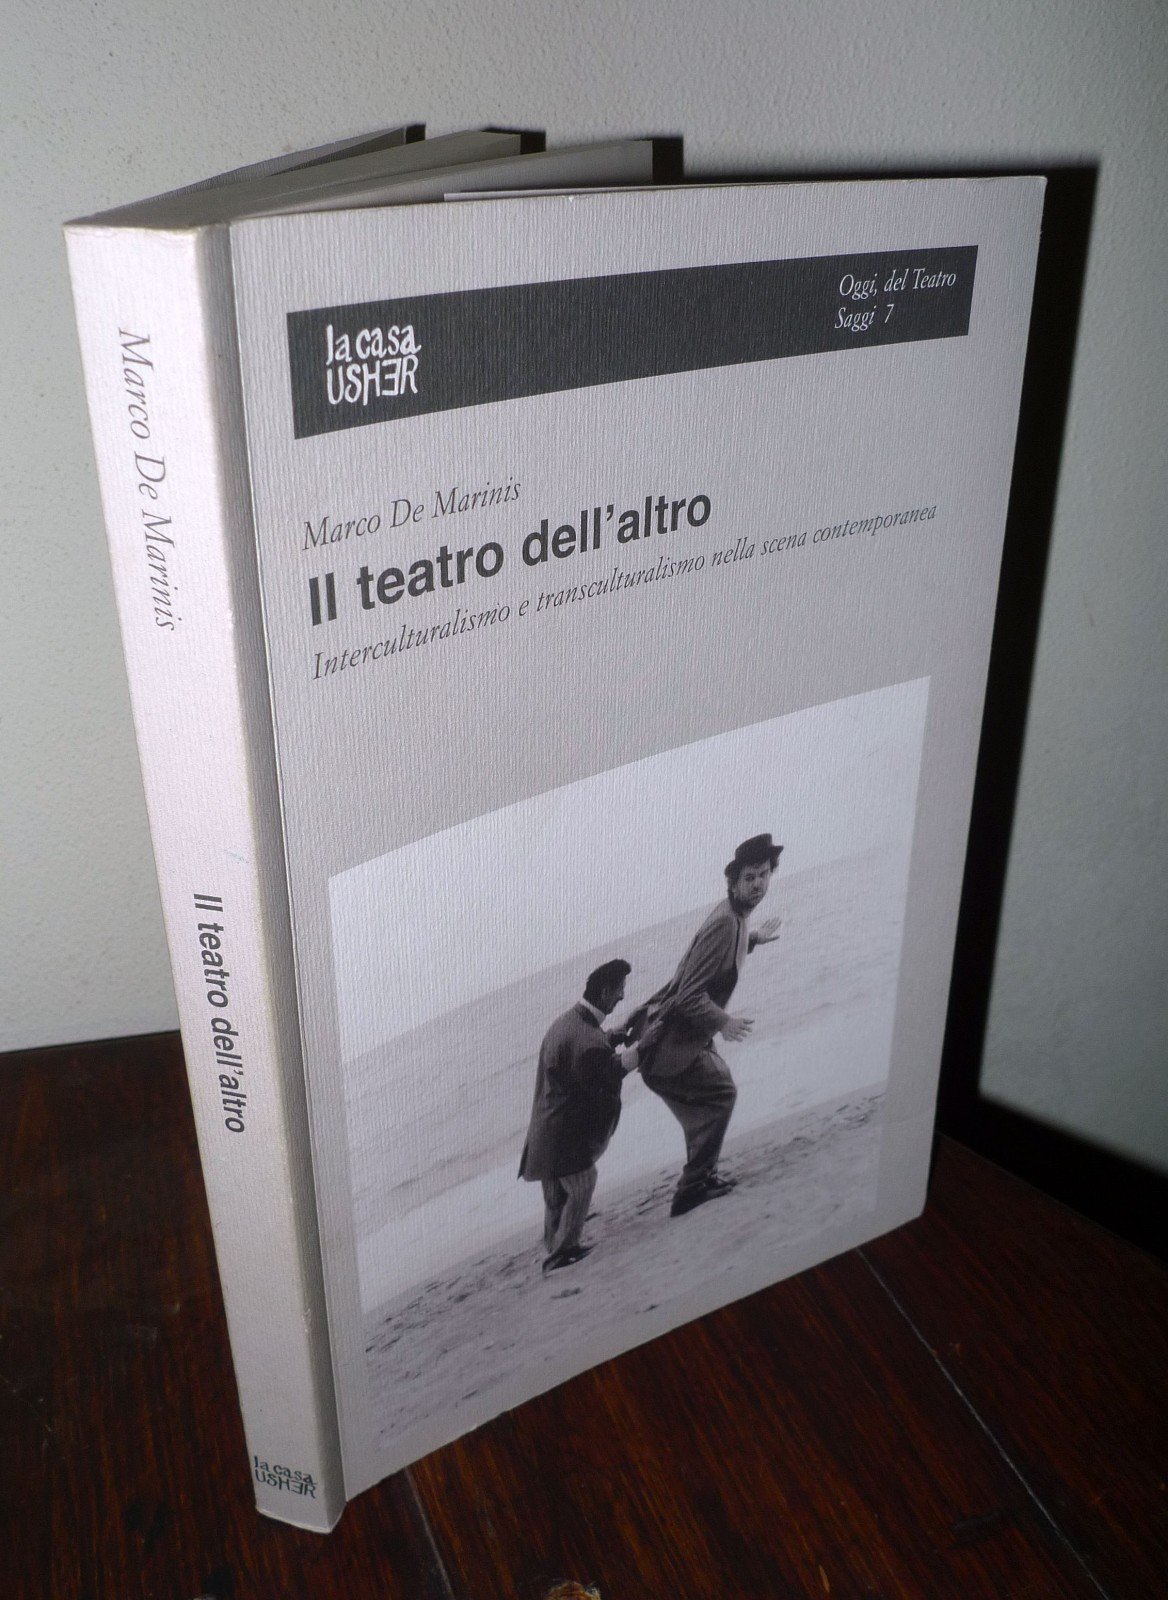 Marco De Marinis
Il teatro dell'altro
la casa
USHER
la casa
USHER
Oggi, del Teatro
Saggi 7
Marco De Marinis
Il teatro dell'altro
Interculturalismo e transculturalismo nella scena contemporanea